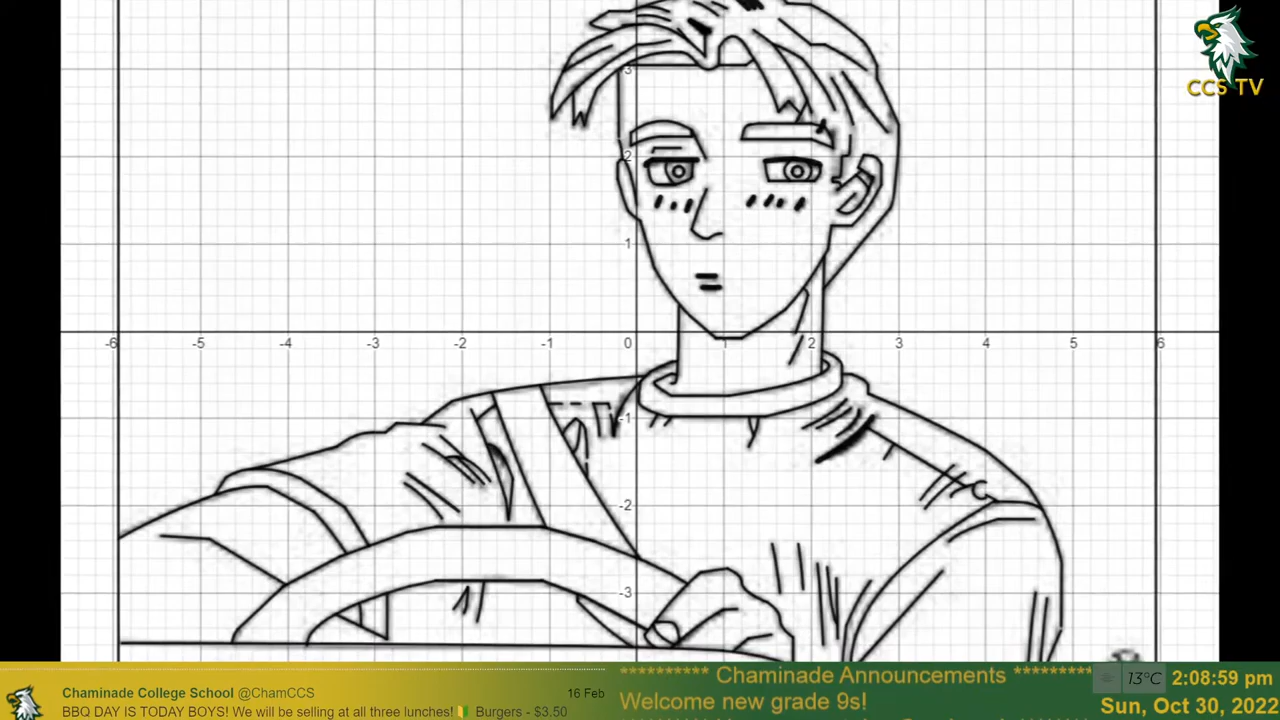 CCS TV
3
2
1
-6 -5 -4 -3 -2 -1 0 1 2 3 4 5 6
-1
-2
-3
Chaminade College School @ChamCCS 16 Feb
BBQ DAY IS TODAY BOYS! We will be selling at all three lunches! Burgers - $3.50
********** Chaminade Announcements **********
Welcome new grade 9s!
13°C 2:08:59 pm
Sun, Oct 30, 2022